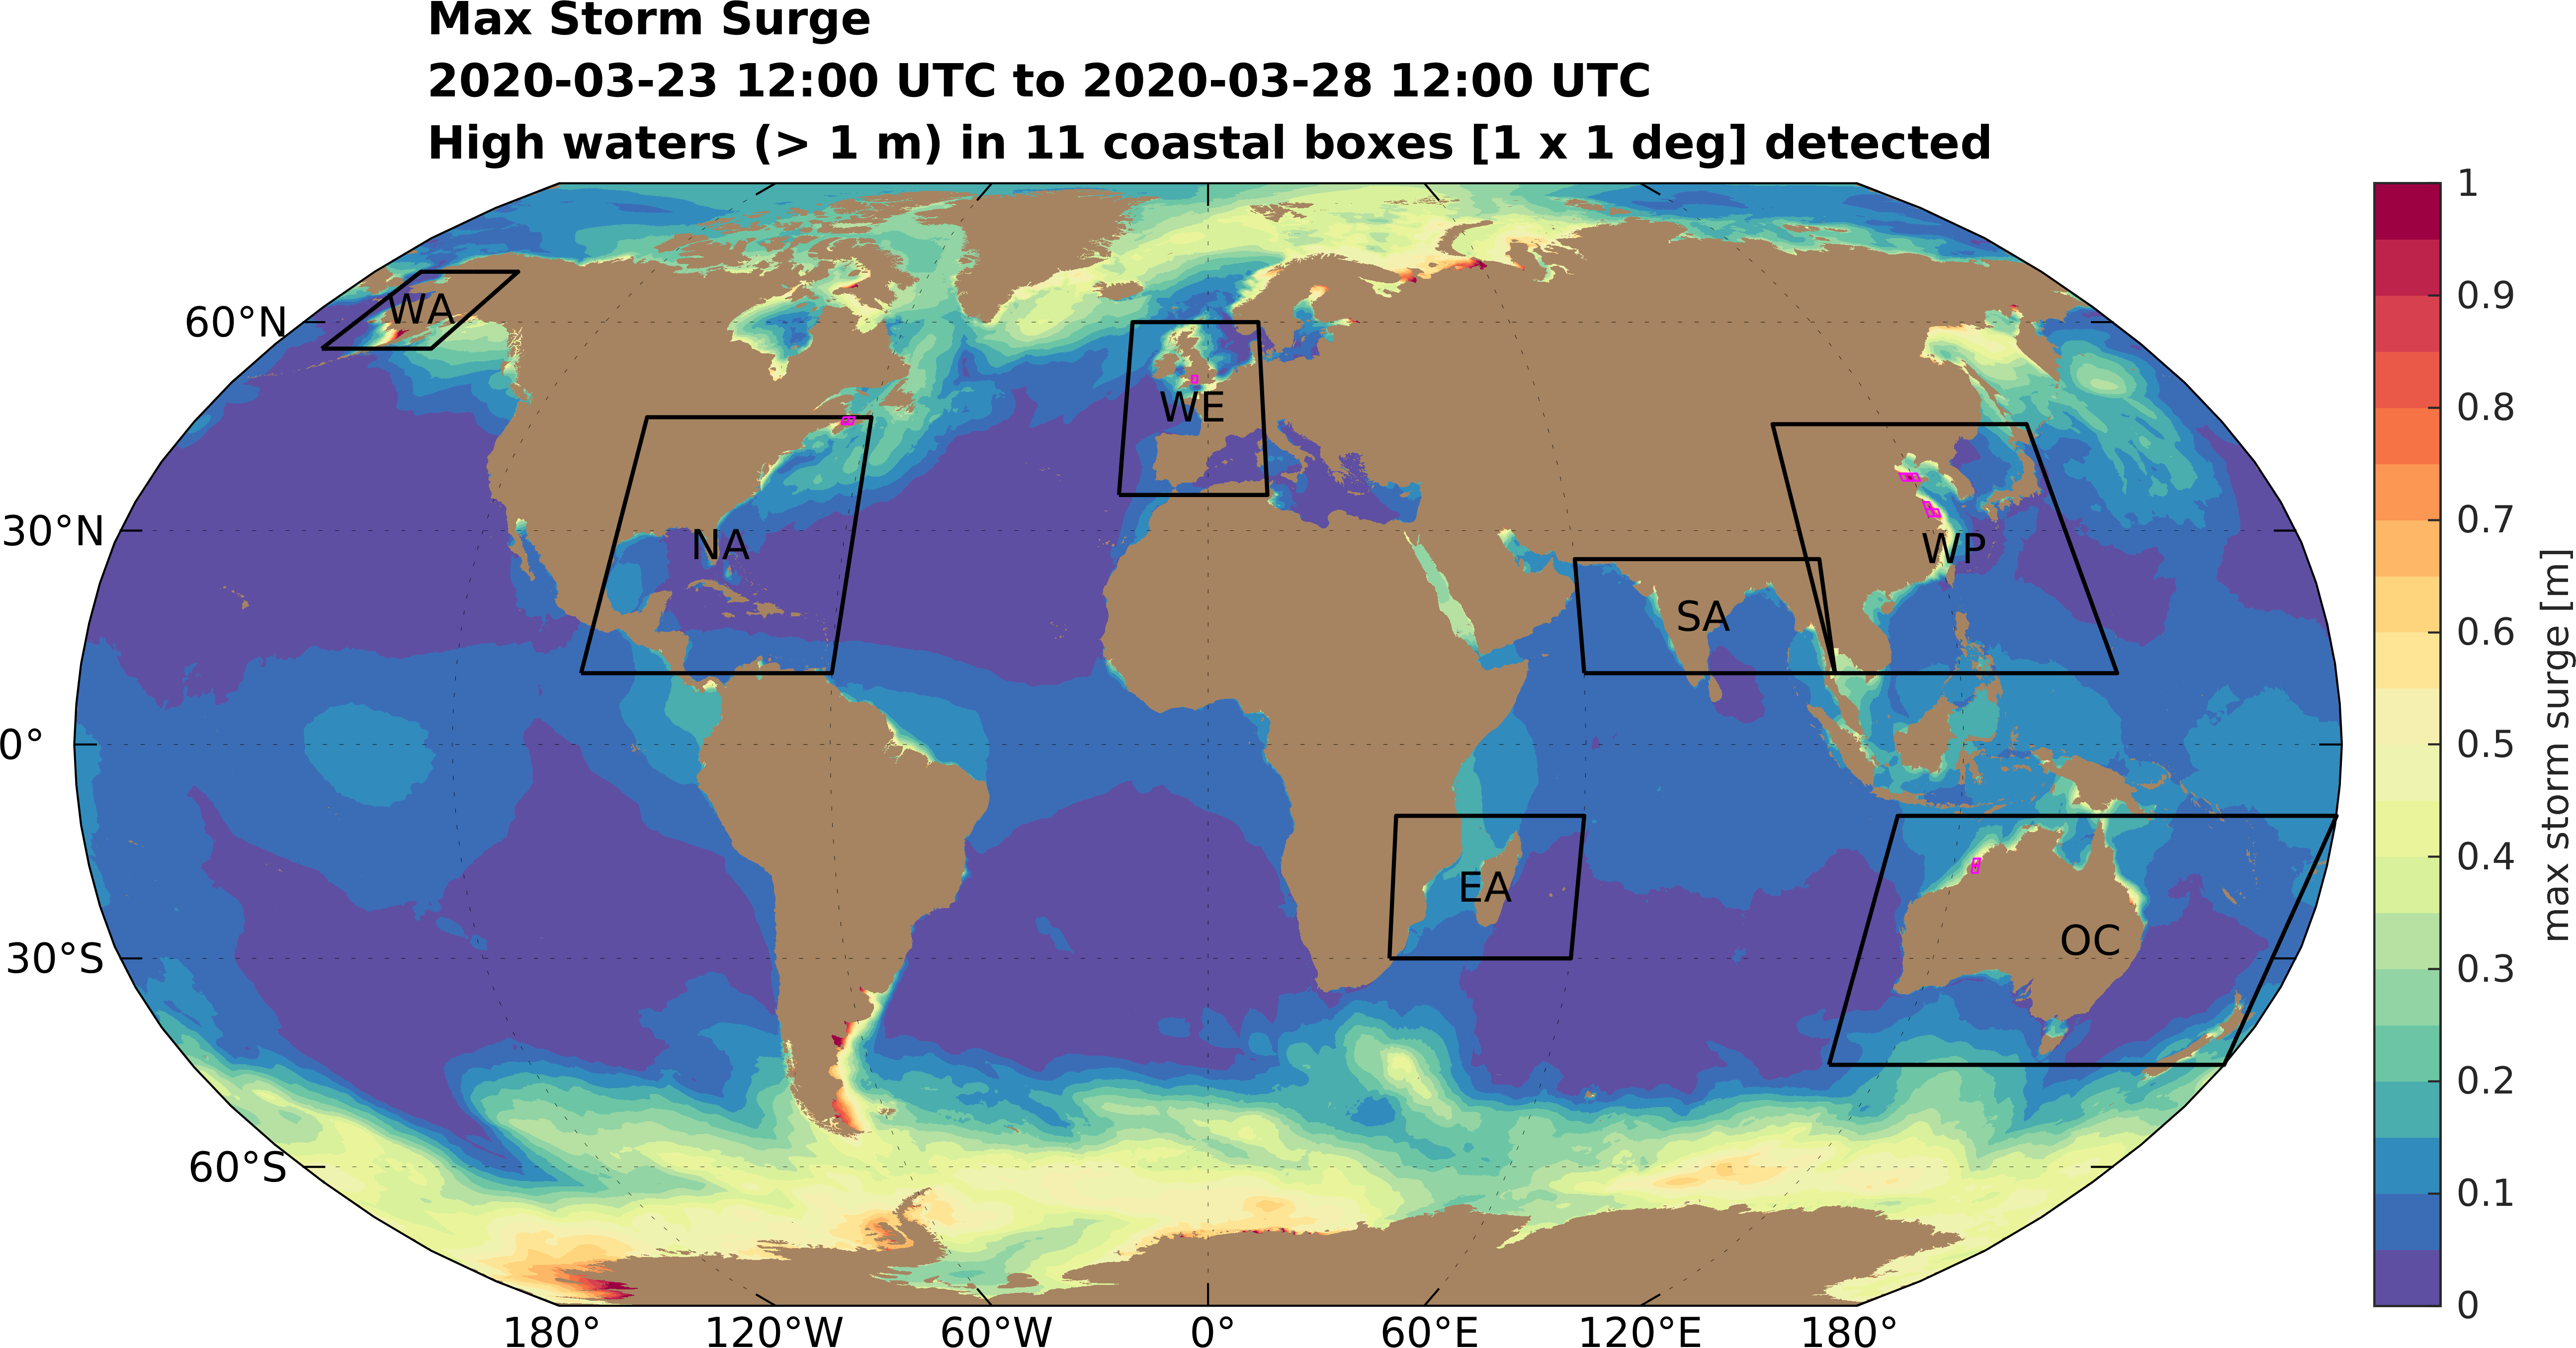 Max Storm Surge
2020-03-23 12:00 UTC to 2020-03-28 12:00 UTC
High waters (> 1 m) in 11 coastal boxes [1 x 1 deg] detected
60°N
30°N
0°
30°S
60°S
WA
NA
WE
SA
WP
EA
OC
180°
120°W
60°W
0°
60°E
120°E
180°
1
0.9
0.8
0.7
0.6
0.5
0.4
0.3
0.2
0.1
0
max storm surge [m]